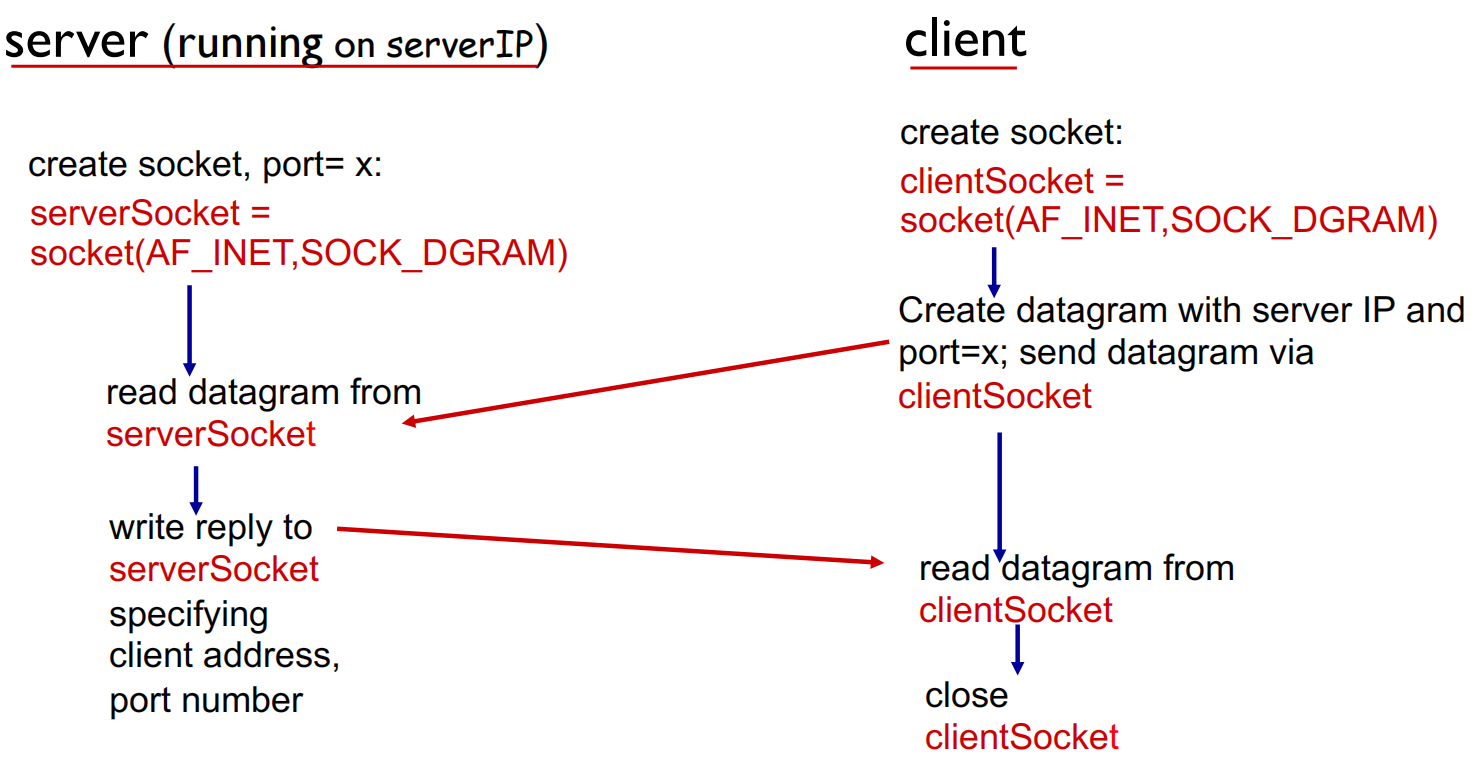 server (running on serverIP)
create socket, port= x:
serverSocket =
socket(AF_INET,SOCK_DGRAM)
read datagram from
serverSocket
write reply to
serverSocket
specifying
client address,
port number
client
create socket:
clientSocket =
socket(AF_INET,SOCK_DGRAM)
Create datagram with server IP and
port=x; send datagram via
clientSocket
read datagram from
clientSocket
close
clientSocket